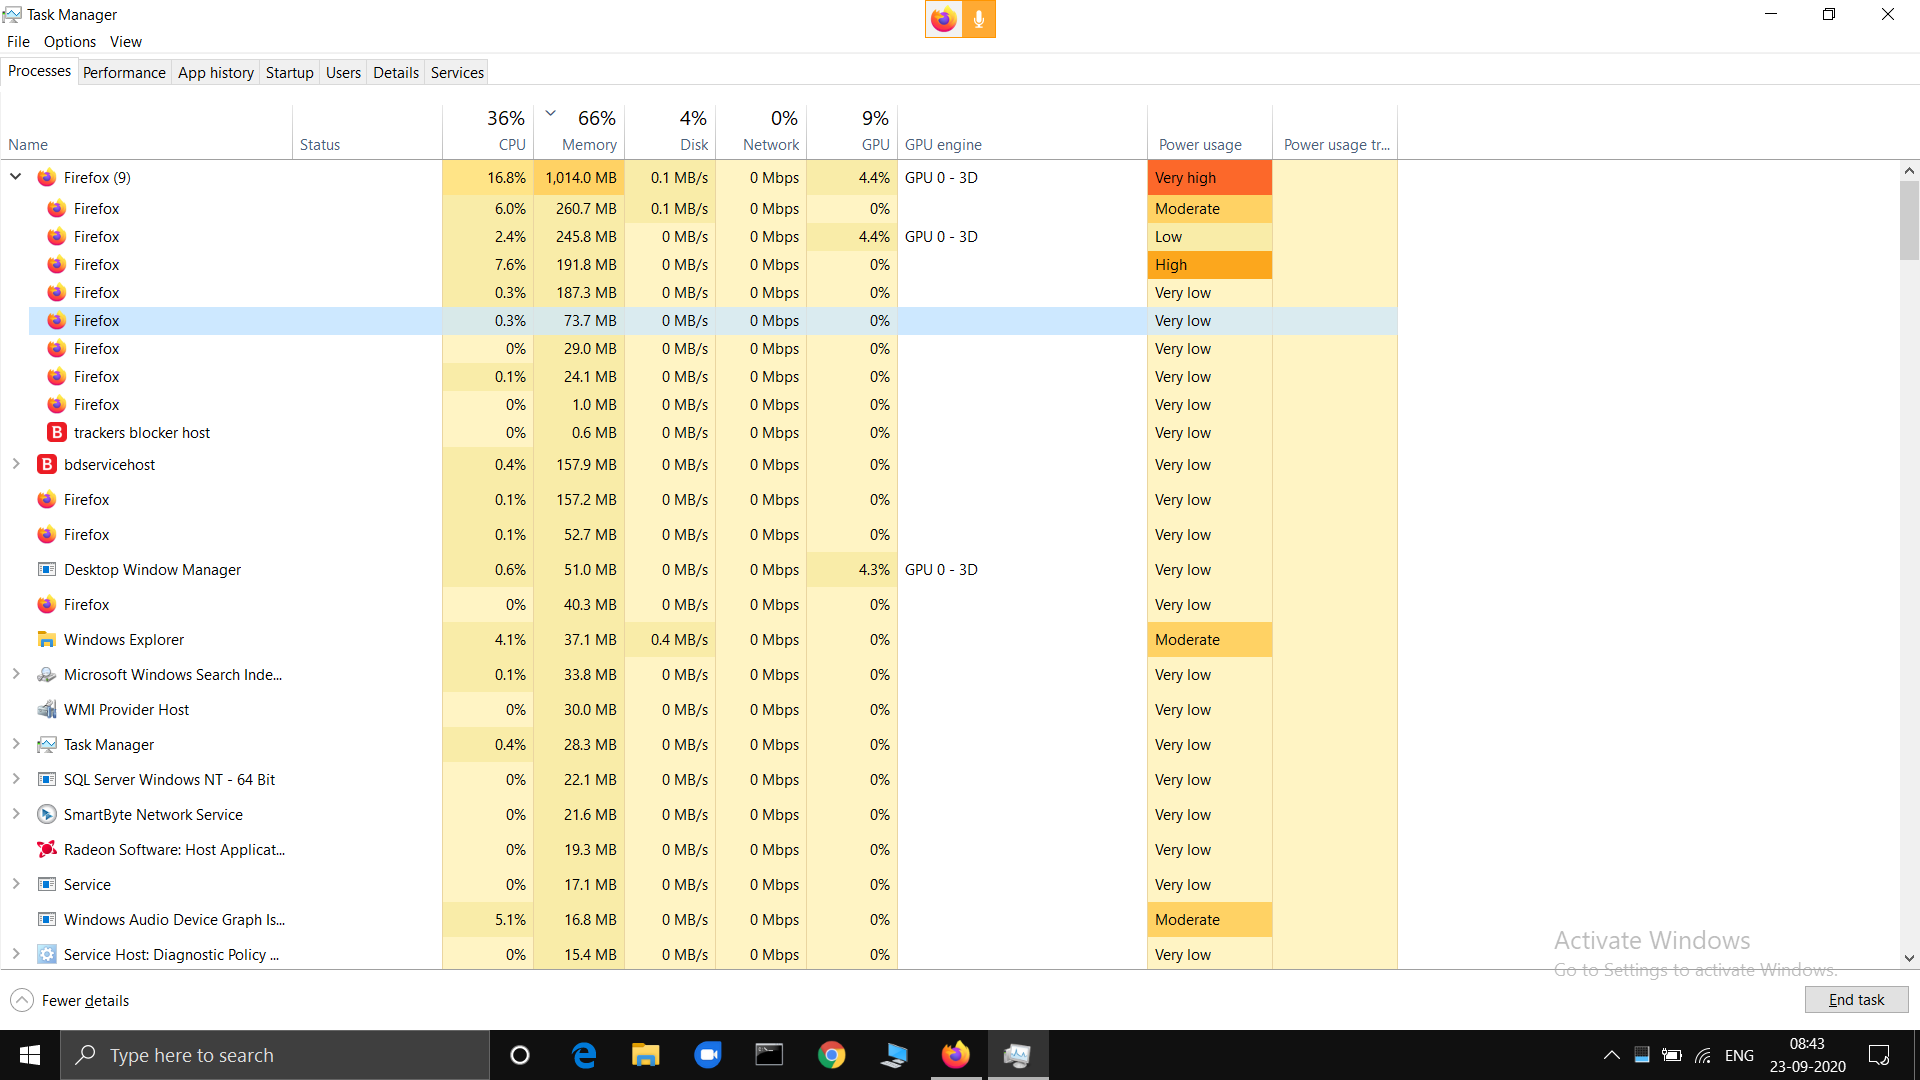 Task Manager
File Options View
Processes Performance App history Startup Users Details Services
36% 66% 4% 0% 9%
Name Status CPU Memory Disk Network GPU GPU engine Power usage Power usage tr...
Firefox (9) 16.8% 1,014.0 MB 0.1 MB/s 0 Mbps 4.4% GPU 0 - 3D Very high
Firefox 6.0% 260.7 MB 0.1 MB/s 0 Mbps 0% Moderate
Firefox 2.4% 245.8 MB 0 MB/s 0 Mbps 4.4% GPU 0 - 3D Low
Firefox 7.6% 191.8 MB 0 MB/s 0 Mbps 0% High
Firefox 0.3% 187.3 MB 0 MB/s 0 Mbps 0% Very low
Firefox 0.3% 73.7 MB 0 MB/s 0 Mbps 0% Very low
Firefox 0% 29.0 MB 0 MB/s 0 Mbps 0% Very low
Firefox 0.1% 24.1 MB 0 MB/s 0 Mbps 0% Very low
Firefox 0% 1.0 MB 0 MB/s 0 Mbps 0% Very low
B trackers blocker host 0% 0.6 MB 0 MB/s 0 Mbps 0% Very low
B bdservicehost 0.4% 157.9 MB 0 MB/s 0 Mbps 0% Very low
Firefox 0.1% 157.2 MB 0 MB/s 0 Mbps 0% Very low
Firefox 0.1% 52.7 MB 0 MB/s 0 Mbps 0% Very low
Desktop Window Manager 0.6% 51.0 MB 0 MB/s 0 Mbps 4.3% GPU 0 - 3D Very low
Firefox 0% 40.3 MB 0 MB/s 0 Mbps 0% Very low
Windows Explorer 4.1% 37.1 MB 0.4 MB/s 0 Mbps 0% Moderate
Microsoft Windows Search Inde... 0.1% 33.8 MB 0 MB/s 0 Mbps 0% Very low
WMI Provider Host 0% 30.0 MB 0 MB/s 0 Mbps 0% Very low
Task Manager 0.4% 28.3 MB 0 MB/s 0 Mbps 0% Very low
SQL Server Windows NT - 64 Bit 0% 22.1 MB 0 MB/s 0 Mbps 0% Very low
SmartByte Network Service 0% 21.6 MB 0 MB/s 0 Mbps 0% Very low
Radeon Software: Host Applicat... 0% 19.3 MB 0 MB/s 0 Mbps 0% Very low
Service 0% 17.1 MB 0 MB/s 0 Mbps 0% Very low
Windows Audio Device Graph Is... 5.1% 16.8 MB 0 MB/s 0 Mbps 0% Moderate
Service Host: Diagnostic Policy ... 0% 15.4 MB 0 MB/s 0 Mbps 0% Very low
Activate Windows
Go to Settings to activate Windows.
Fewer details End task
Type here to search ENG 08:43
23-09-2020